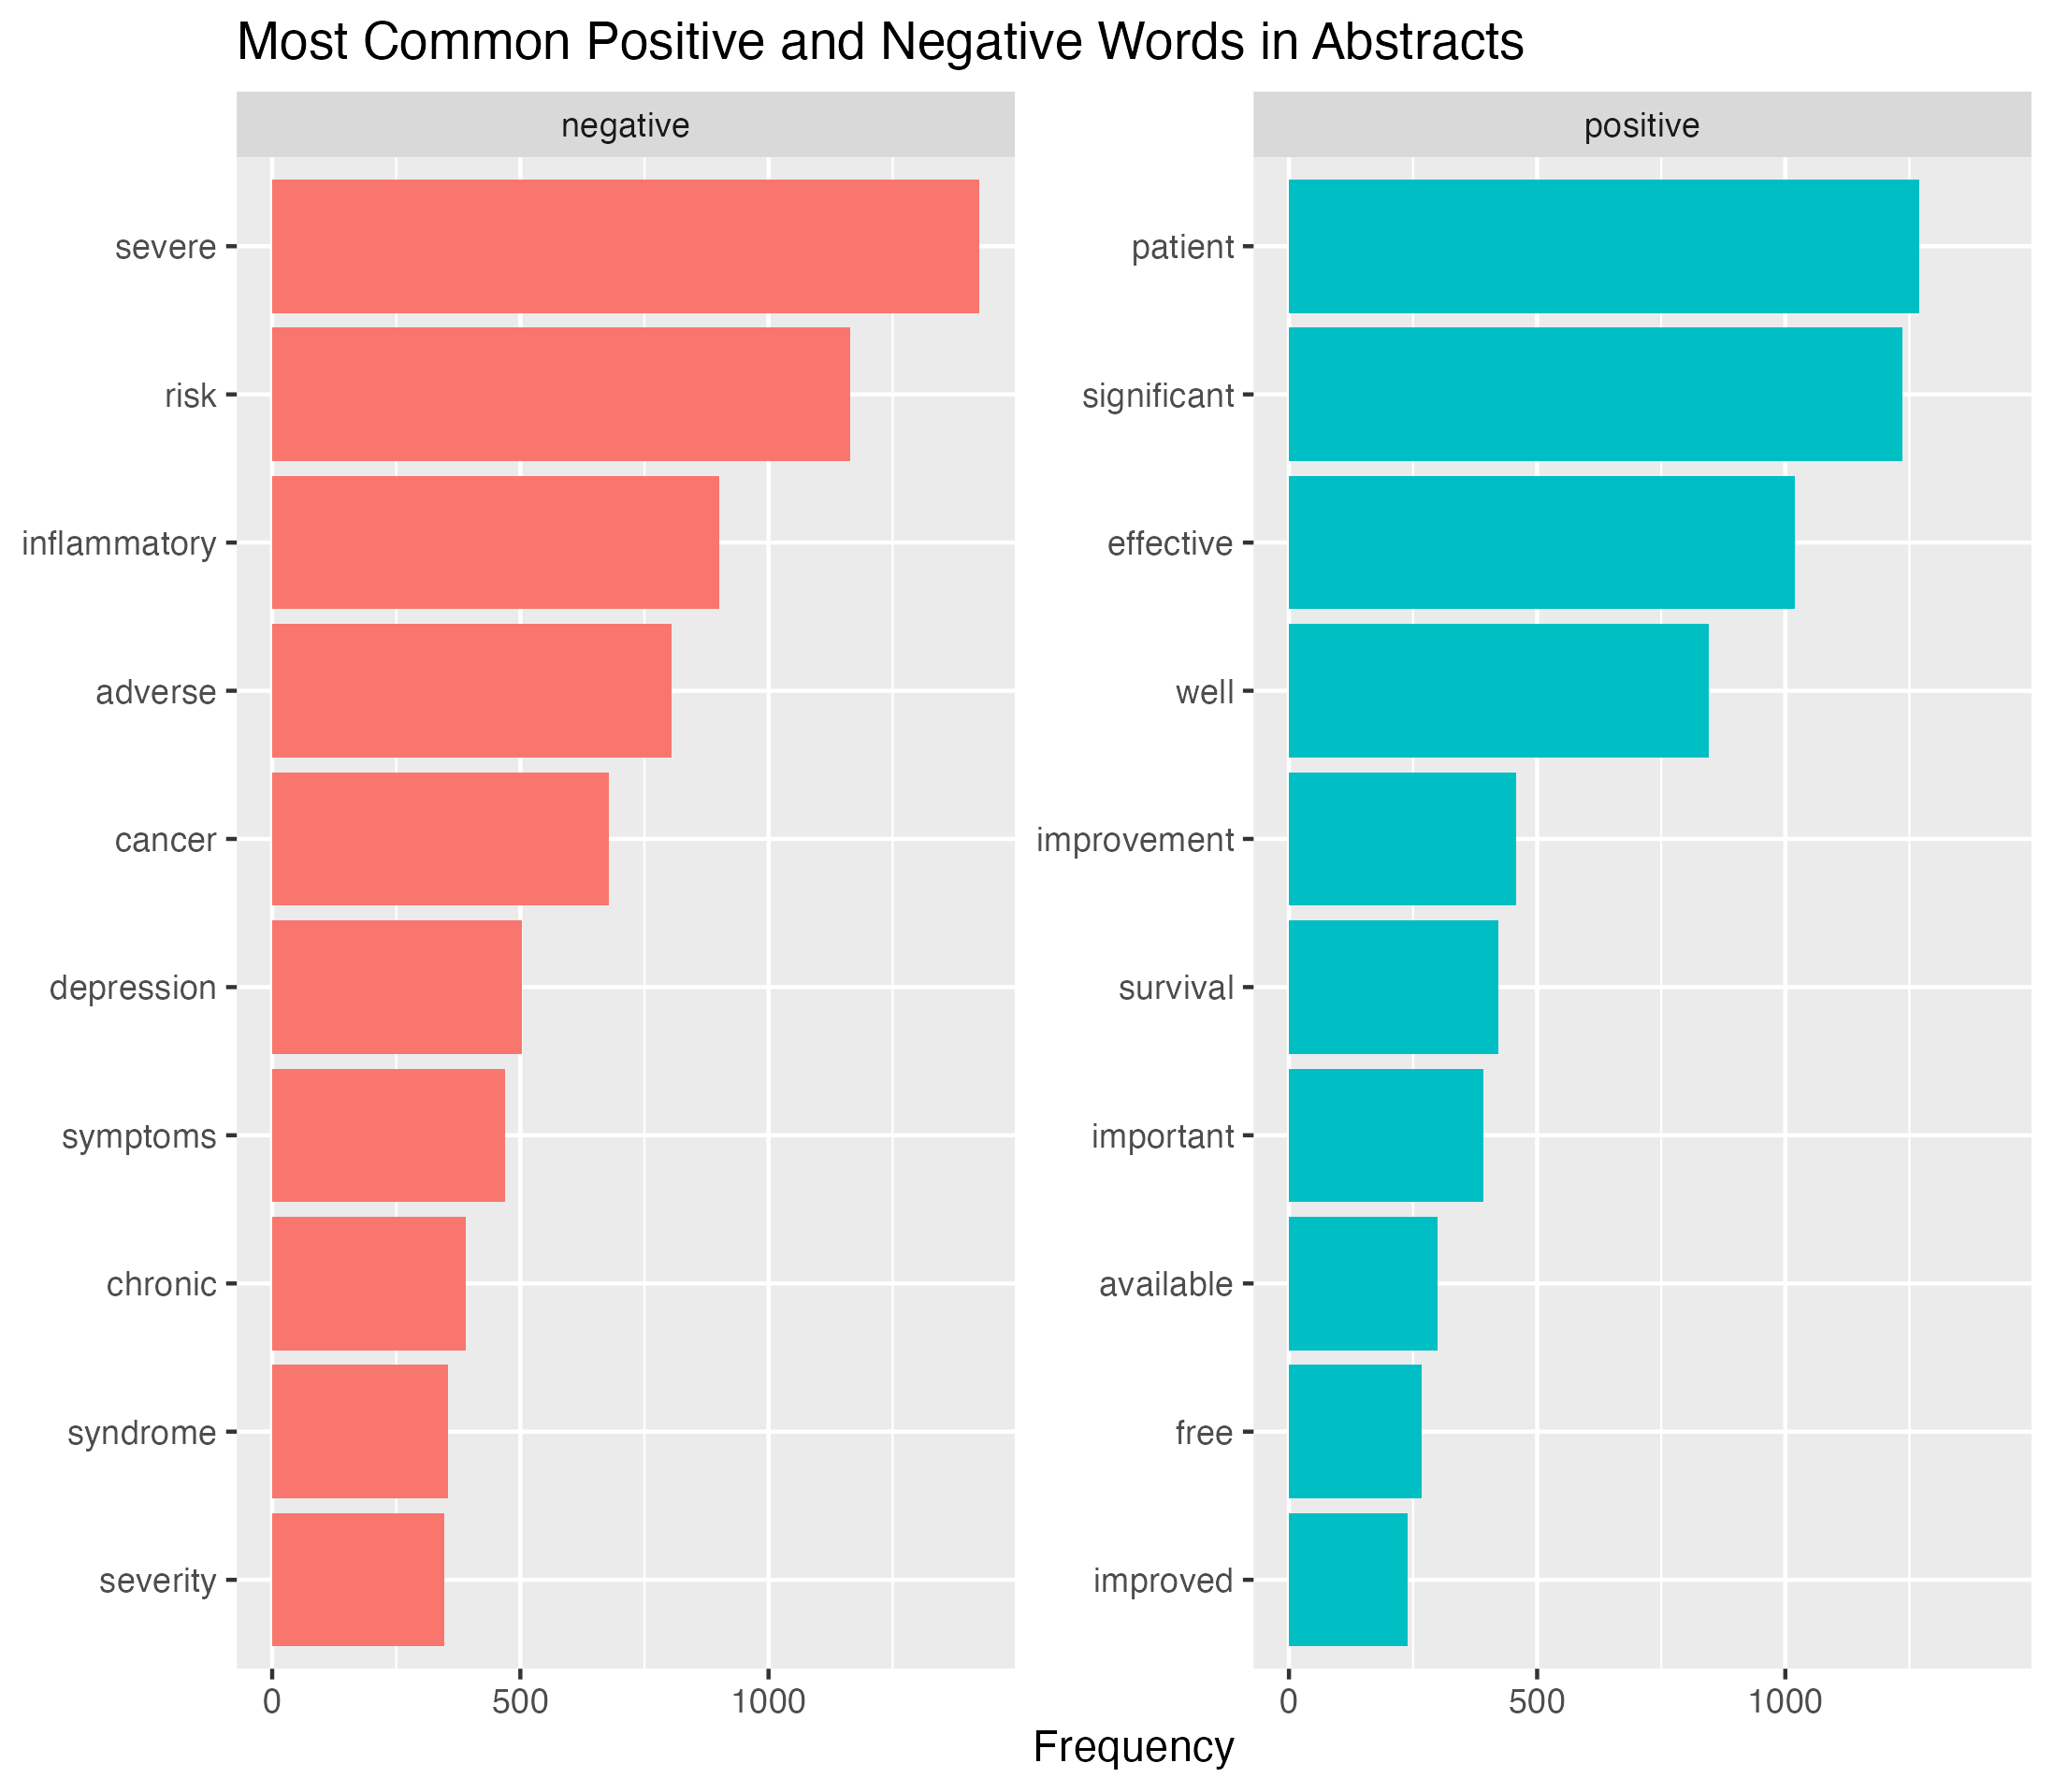 Most Common Positive and Negative Words in Abstracts
negative
severe
risk
inflammatory
adverse
cancer
depression
symptoms
chronic
syndrome
severity
0 500 1000
positive
patient
significant
effective
well
improvement
survival
important
available
free
improved
0 500 1000
Frequency